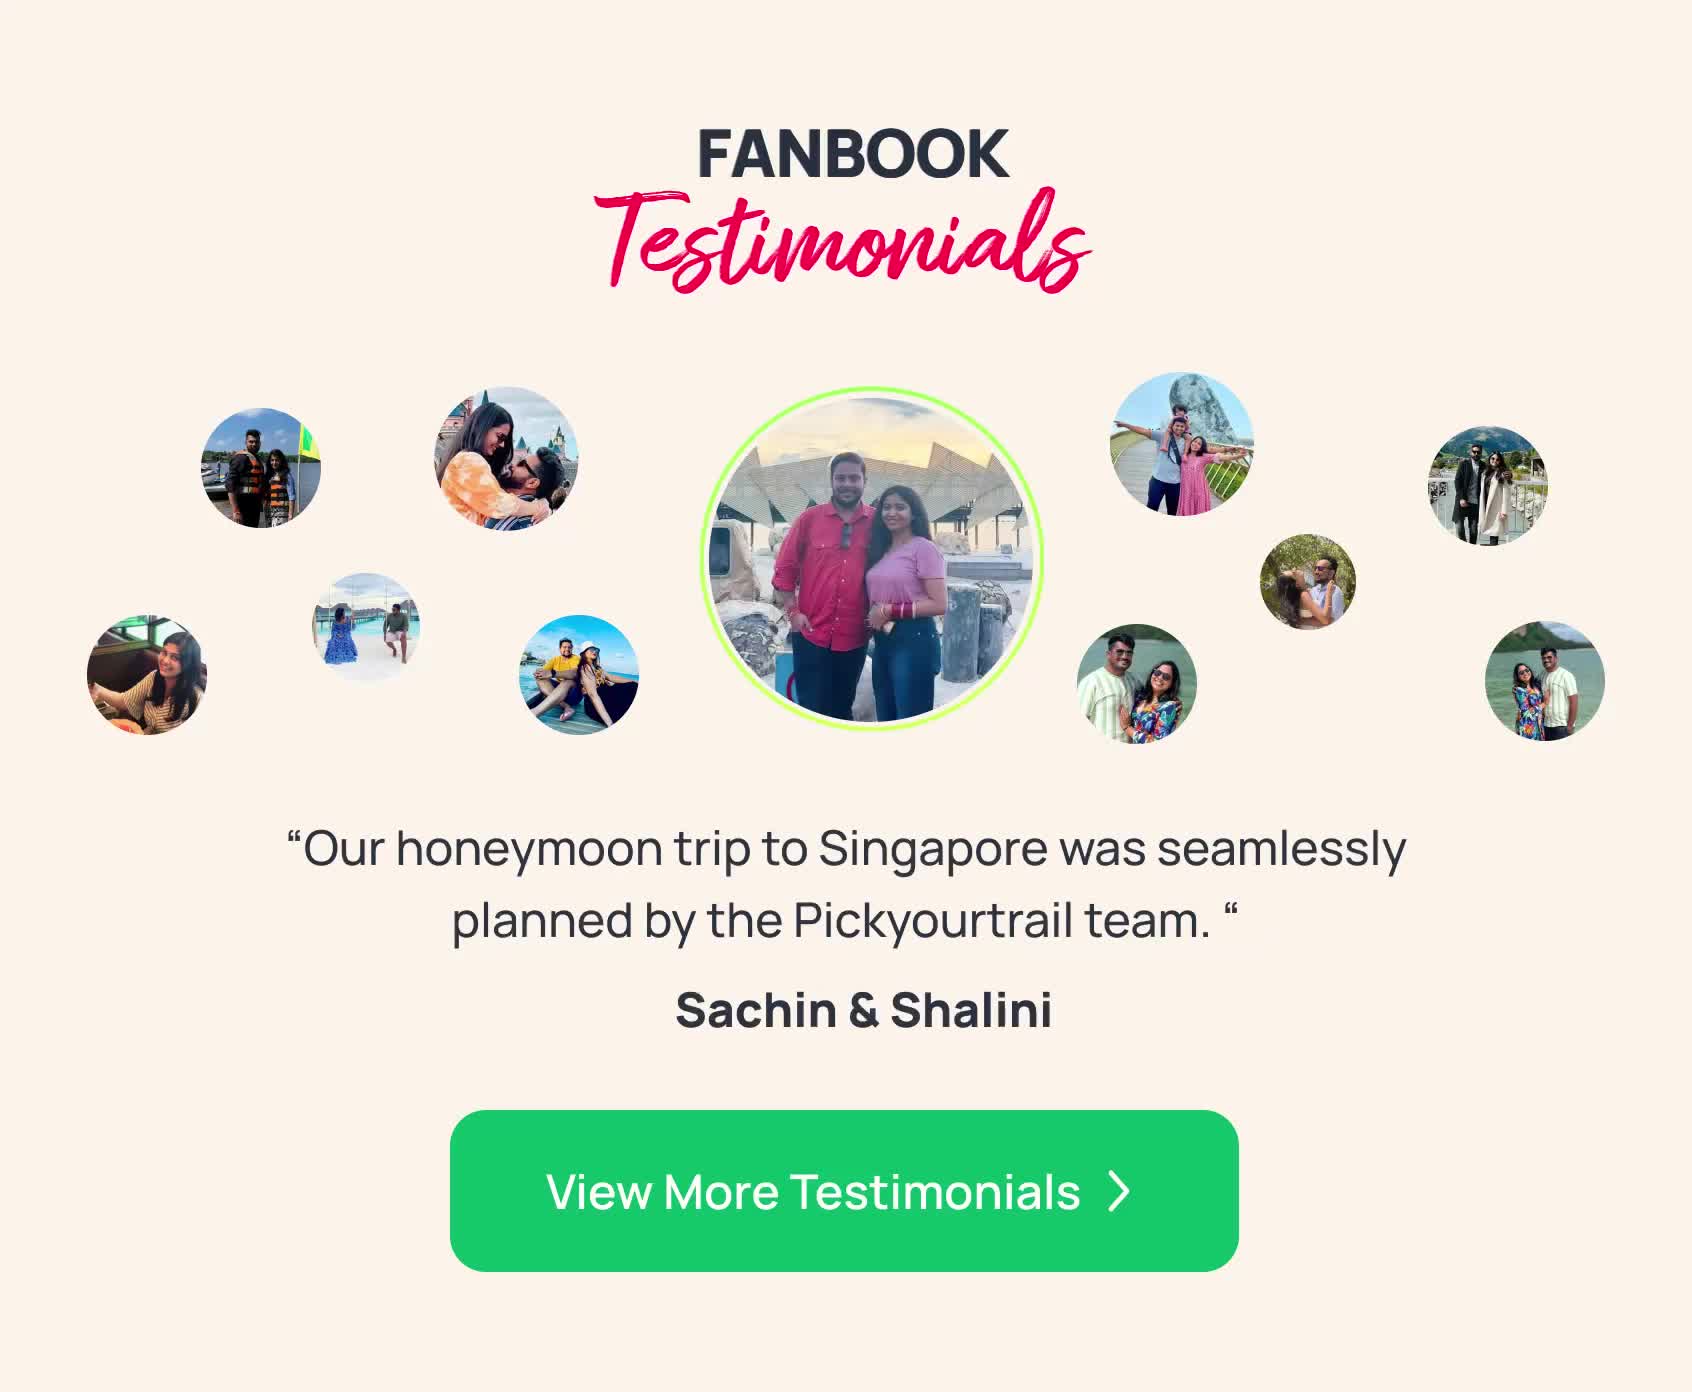 FANBOOK
Testimonials
“Our honeymoon trip to Singapore was seamlessly
planned by the Pickyourtrail team. “
Sachin & Shalini
View More Testimonials